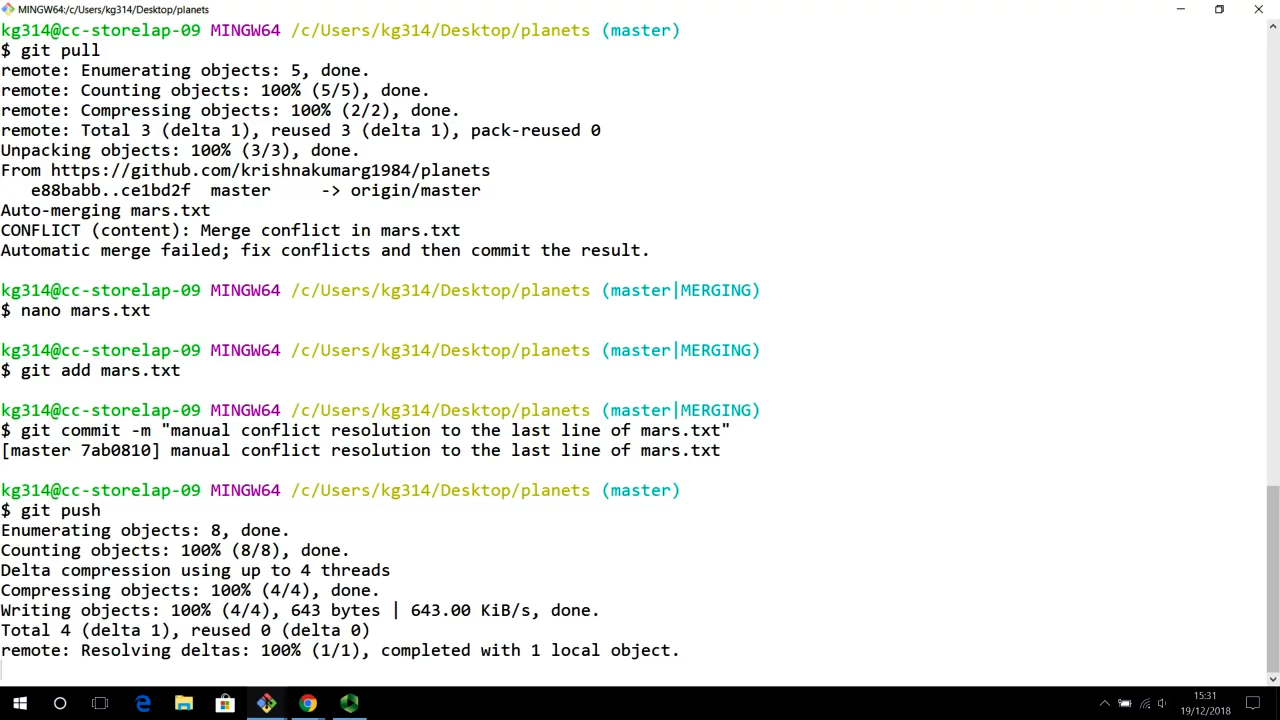 MINGW64:/c/Users/kg314/Desktop/planets
kg314@cc-storelap-09 MINGW64 /c/Users/kg314/Desktop/planets (master)
$ git pull
remote: Enumerating objects: 5, done.
remote: Counting objects: 100% (5/5), done.
remote: Compressing objects: 100% (2/2), done.
remote: Total 3 (delta 1), reused 3 (delta 1), pack-reused 0
Unpacking objects: 100% (3/3), done.
From https://github.com/krishnakumarg1984/planets
   e88babb..ce1bd2f  master     -> origin/master
Auto-merging mars.txt
CONFLICT (content): Merge conflict in mars.txt
Automatic merge failed; fix conflicts and then commit the result.
kg314@cc-storelap-09 MINGW64 /c/Users/kg314/Desktop/planets (master|MERGING)
$ nano mars.txt
kg314@cc-storelap-09 MINGW64 /c/Users/kg314/Desktop/planets (master|MERGING)
$ git add mars.txt
kg314@cc-storelap-09 MINGW64 /c/Users/kg314/Desktop/planets (master|MERGING)
$ git commit -m "manual conflict resolution to the last line of mars.txt"
[master 7ab0810] manual conflict resolution to the last line of mars.txt
kg314@cc-storelap-09 MINGW64 /c/Users/kg314/Desktop/planets (master)
$ git push
Enumerating objects: 8, done.
Counting objects: 100% (8/8), done.
Delta compression using up to 4 threads
Compressing objects: 100% (4/4), done.
Writing objects: 100% (4/4), 643 bytes | 643.00 KiB/s, done.
Total 4 (delta 1), reused 0 (delta 0)
remote: Resolving deltas: 100% (1/1), completed with 1 local object.
15:31
19/12/2018